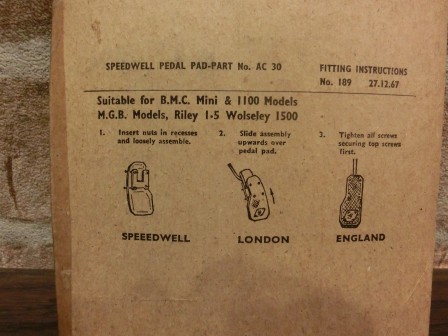 SPEEDWELL PEDAL PAD-PART No. AC 30
FITTING INSTRUCTIONS
No. 189 27.12.67
Suitable for B.M.C. Mini & 1100 Models
M.G.B. Models, Riley 1·5 Wolseley 1500
1. Insert nuts in recesses
and loosely assemble.
2. Slide assembly
upwards over
pedal pad.
3. Tighten all screws
securing top screws
first.
SPEEEDWELL
LONDON
ENGLAND